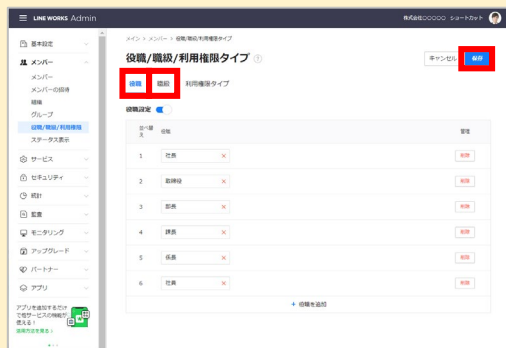 LINE WORKS Admin
株式会社○○○○○ ショートカット
基本設定
メンバー
メンバー
メンバーの招待
組織
グループ
役職/職級/利用権限
ステータス表示
サービス
セキュリティ
統計
監査
モニタリング
アップグレード
パートナー
アプリ
アプリを追加するだけ
で他サービスの機能が
使える!
メイン > メンバー > 役職/職級/利用権限タイプ
役職/職級/利用権限タイプ
キャンセル 保存
役職 職級 利用権限タイプ
役職設定
並べ替え 役職 管理
1 社長 × 削除
2 取締役 × 削除
3 部長 × 削除
4 課長 × 削除
5 係長 × 削除
6 社員 × 削除
+ 役職を追加